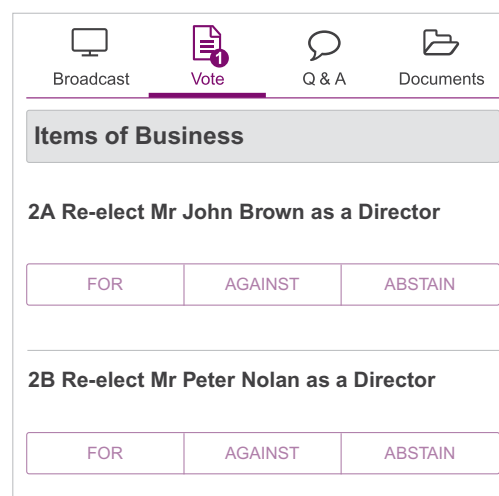 1
Broadcast Vote Q & A Documents
Items of Business
2A Re-elect Mr John Brown as a Director
FOR AGAINST ABSTAIN
2B Re-elect Mr Peter Nolan as a Director
FOR AGAINST ABSTAIN